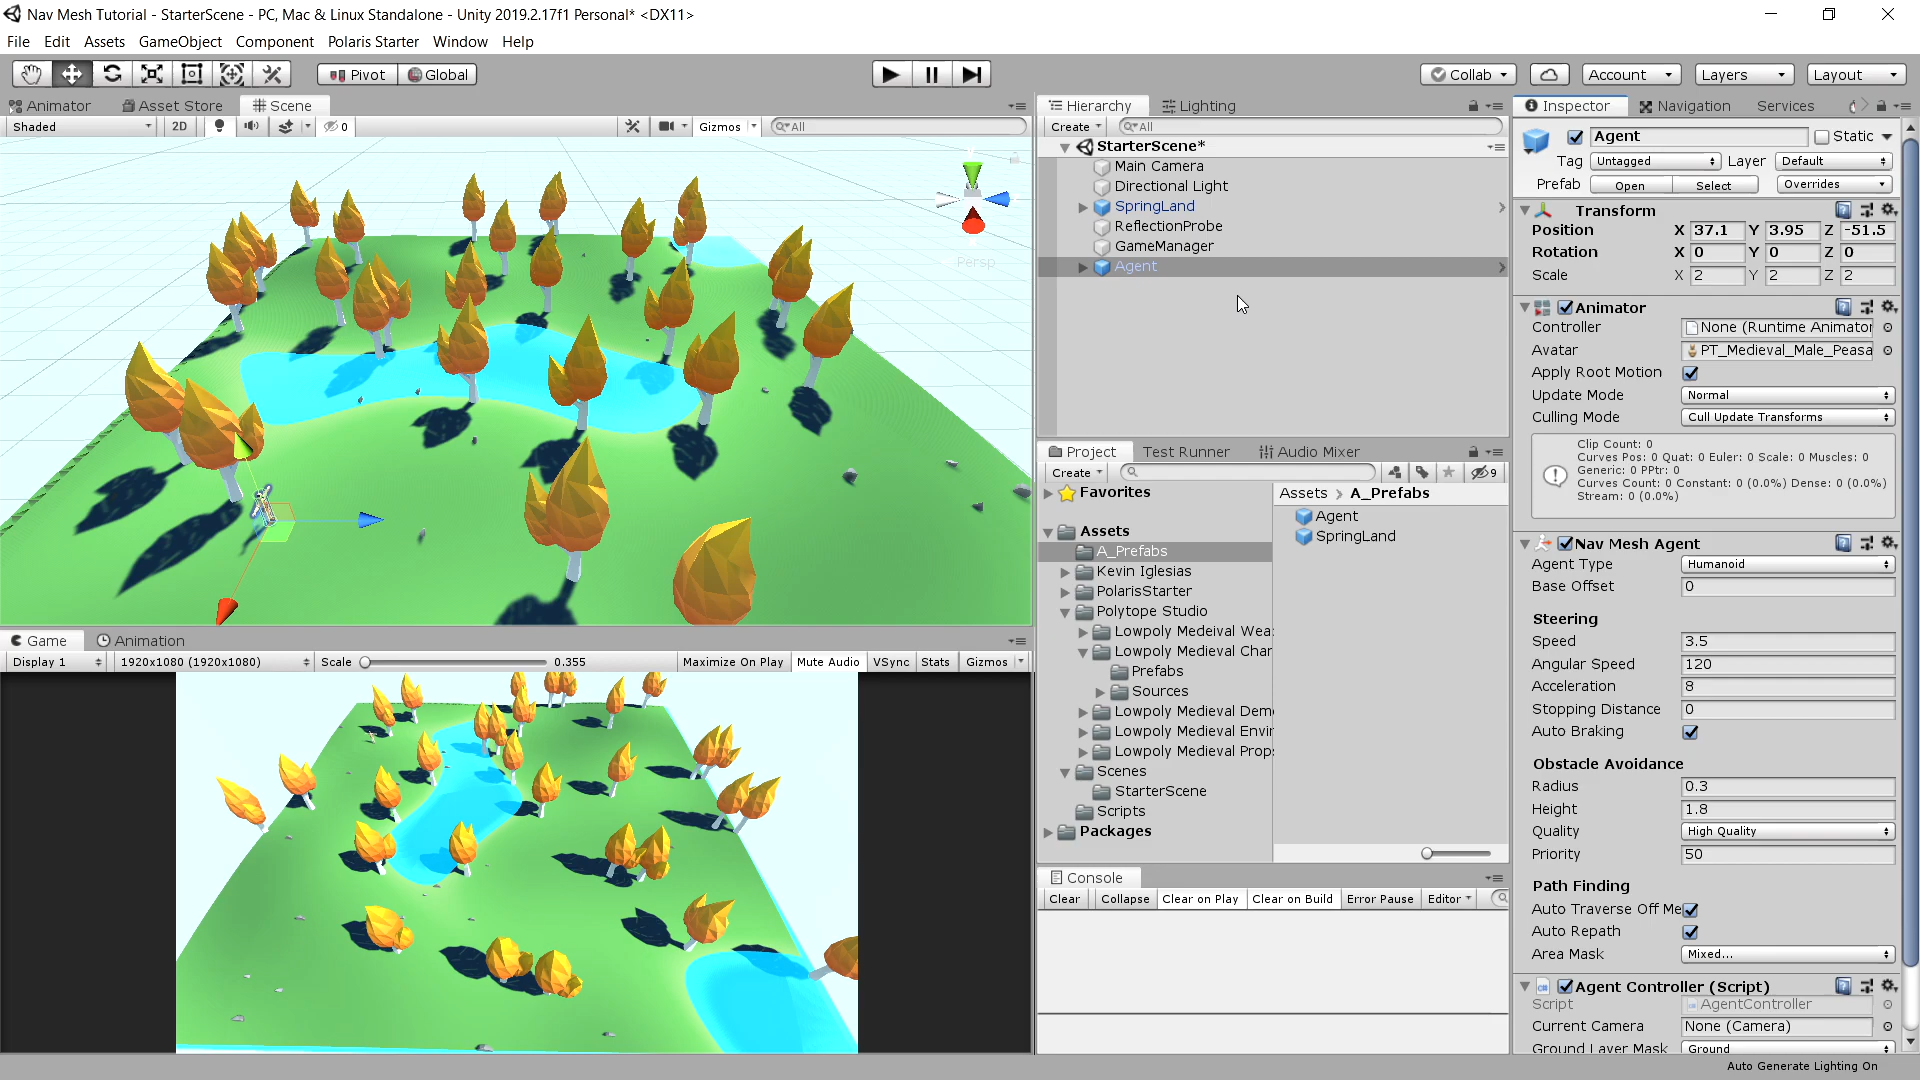 Nav Mesh Tutorial - StarterScene - PC, Mac & Linux Standalone - Unity 2019.2.17f1 Personal* <DX11>
File Edit Assets GameObject Component Polaris Starter Window Help
Pivot Global Collab Account Layers Layout
Animator Asset Store Scene
Shaded 2D 0 Gizmos All
Persp
Game Animation
Display 1 1920x1080 (1920x1080) Scale 0.355 Maximize On Play Mute Audio VSync Stats Gizmos
Hierarchy Lighting
Create All
StarterScene*
Main Camera
Directional Light
SpringLand
ReflectionProbe
GameManager
Agent
Project Test Runner Audio Mixer
Create 9
Favorites
Assets
A_Prefabs
Kevin Iglesias
PolarisStarter
Polytope Studio
Lowpoly Medeival Wea
Lowpoly Medieval Char
Prefabs
Sources
Lowpoly Medieval Dem
Lowpoly Medieval Envir
Lowpoly Medieval Props
Scenes
StarterScene
Scripts
Packages
Assets > A_Prefabs
Agent
SpringLand
Console
Clear Collapse Clear on Play Clear on Build Error Pause Editor
Inspector Navigation Services
Agent Static
Tag Untagged Layer Default
Prefab Open Select Overrides
Transform
Position X 37.1 Y 3.95 Z -51.5
Rotation X 0 Y 0 Z 0
Scale X 2 Y 2 Z 2
Animator
Controller None (Runtime Animator
Avatar PT_Medieval_Male_Peasa
Apply Root Motion
Update Mode Normal
Culling Mode Cull Update Transforms
Clip Count: 0
Curves Pos: 0 Quat: 0 Euler: 0 Scale: 0 Muscles: 0
Generic: 0 PPtr: 0
Curves Count: 0 Constant: 0 (0.0%) Dense: 0 (0.0%)
Stream: 0 (0.0%)
Nav Mesh Agent
Agent Type Humanoid
Base Offset 0
Steering
Speed 3.5
Angular Speed 120
Acceleration 8
Stopping Distance 0
Auto Braking
Obstacle Avoidance
Radius 0.3
Height 1.8
Quality High Quality
Priority 50
Path Finding
Auto Traverse Off Me
Auto Repath
Area Mask Mixed...
Agent Controller (Script)
Script AgentController
Current Camera None (Camera)
Ground Layer Mask Ground
Auto Generate Lighting On